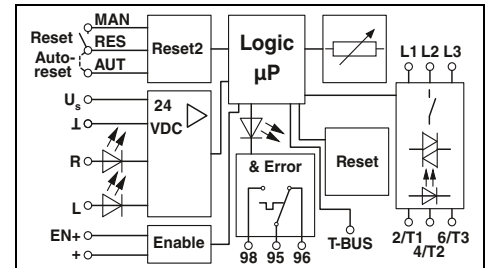 MAN
Reset
RES
Auto-
reset
AUT
Reset2
Logic
µP
L1 L2 L3
Us
⊥
24
VDC
R
L
& Error
Reset
EN+
+
Enable
98 95 96
T-BUS
2/T1 6/T3
4/T2